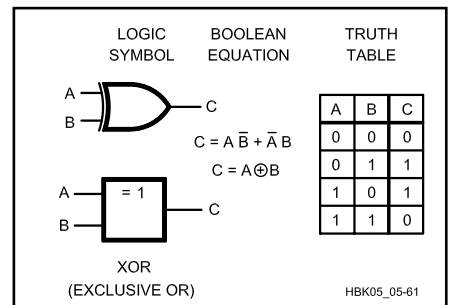 LOGIC SYMBOL
BOOLEAN EQUATION
TRUTH TABLE
A
B
C
C = A B̅ + A̅ B
C = A⊕B
A
B
= 1
C
XOR
(EXCLUSIVE OR)
A B C
0 0 0
0 1 1
1 0 1
1 1 0
HBK05_05-61